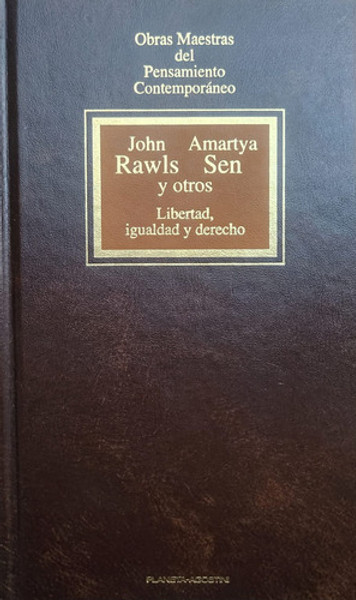 Obras Maestras
del
Pensamiento
Contemporáneo
John Amartya
Rawls Sen
y otros
Libertad,
igualdad y derecho
PLANETA-AGOSTINI